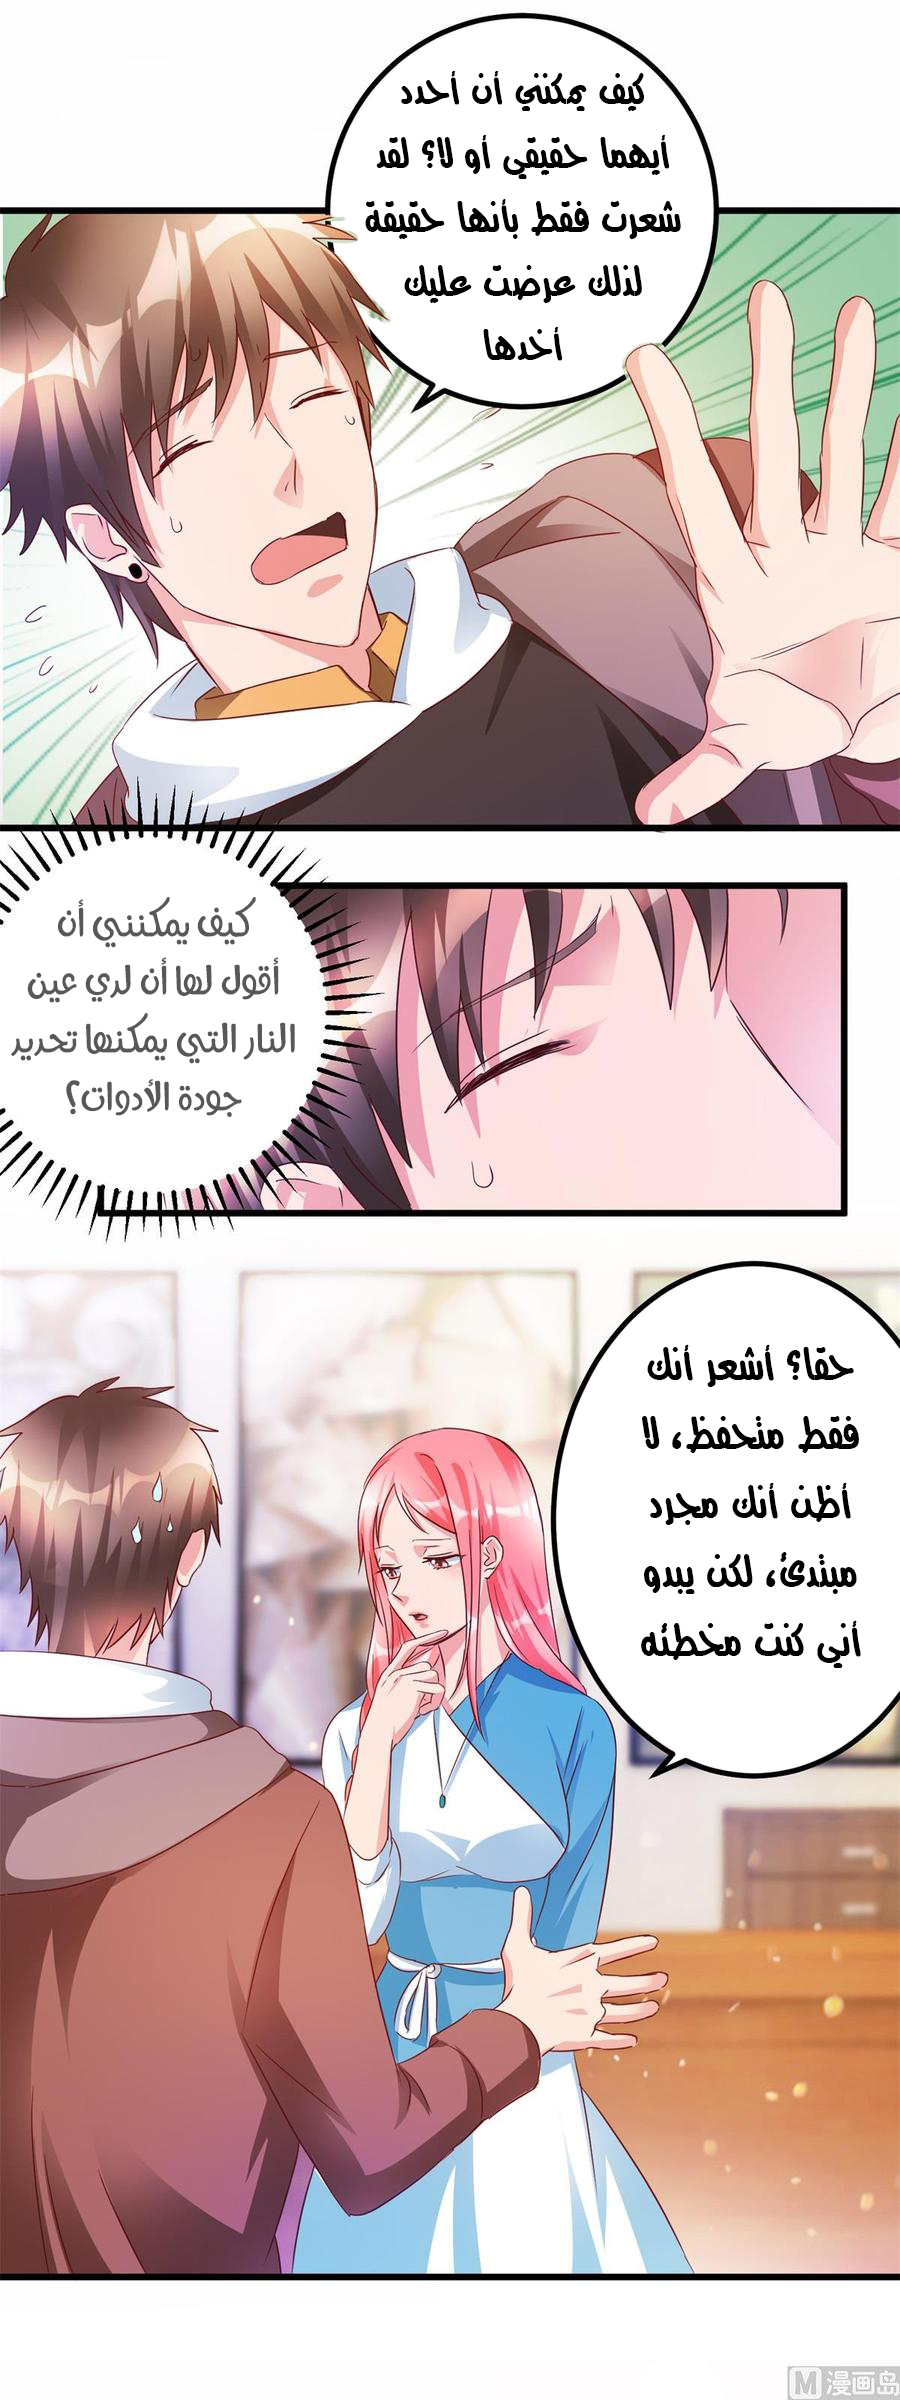 كيف يمكنني أن أحدد
أيهما حقيقي أو لا؟ لقد
شعرت فقط بأنها حقيقة
لذلك عرضت عليك
أخدها
كيف يمكنني أن
أقول لها أن لدي عين
النار التي يمكنها تحديد
جودة الأدوات؟
حقا؟ أشعر أنك
فقط متحفظ، لا
أظن أنك مجرد
مبتدئ، لكن يبدو
أني كنت مخطئه
漫画岛